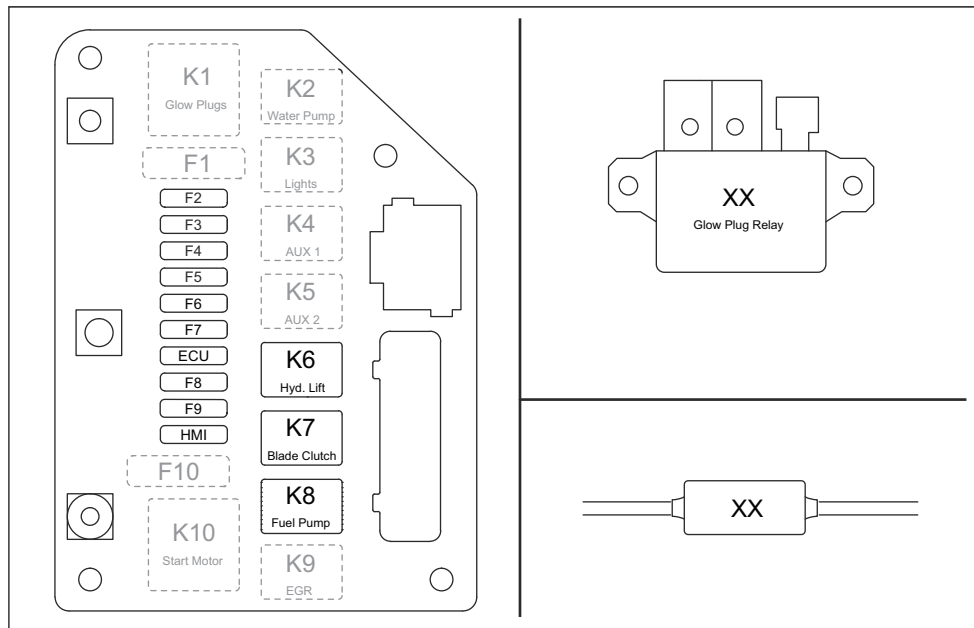 K1
Glow Plugs
F1
F2
F3
F4
F5
F6
F7
ECU
F8
F9
HMI
F10
K10
Start Motor
K2
Water Pump
K3
Lights
K4
AUX 1
K5
AUX 2
K6
Hyd. Lift
K7
Blade Clutch
K8
Fuel Pump
K9
EGR
XX
Glow Plug Relay
XX